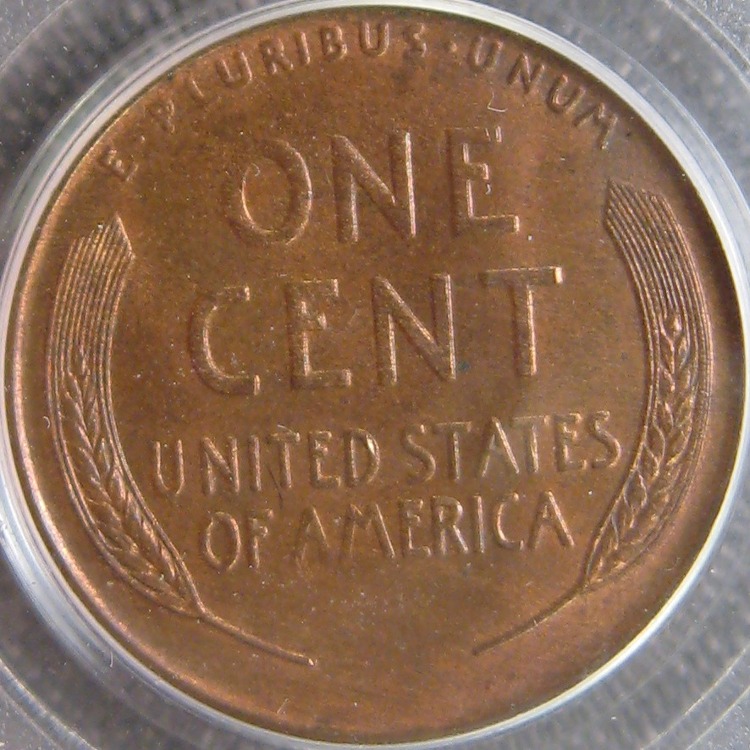 E·PLURIBUS·UNUM
ONE
CENT
UNITED STATES
OF AMERICA